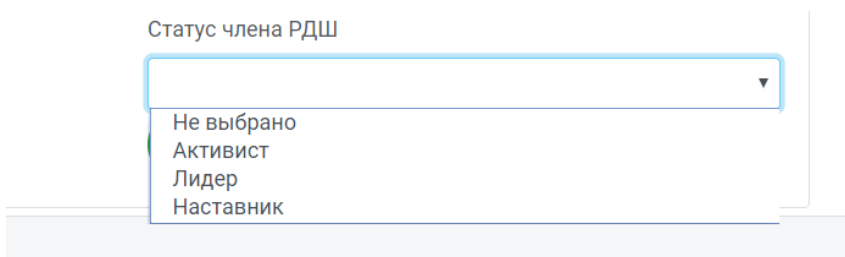 Статус члена РДШ
Не выбрано
Активист
Лидер
Наставник